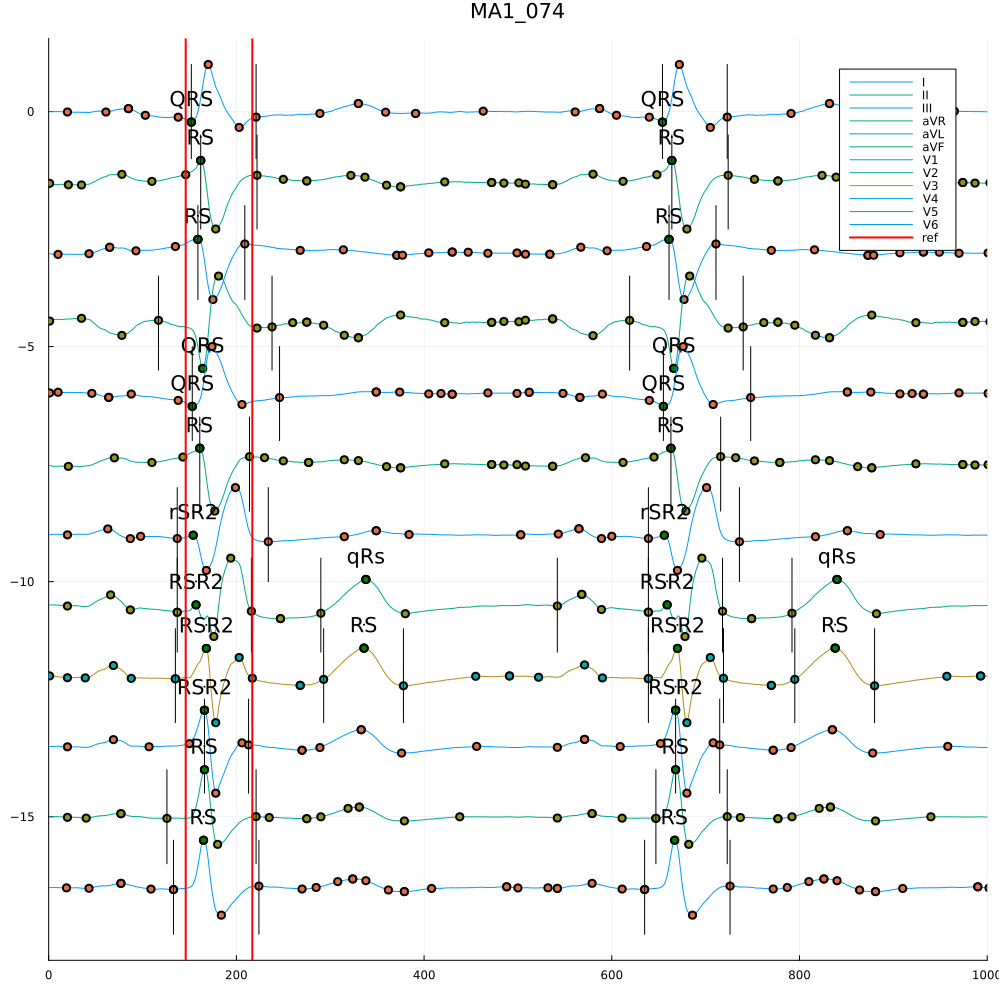 MA1_074
I
II
III
aVR
aVL
aVF
V1
V2
V3
V4
V5
V6
ref
QRS
QRS
RS
RS
RS
RS
QRS
QRS
QRS
QRS
RS
RS
rSR2
rSR2
qRs
qRs
RSR2
RSR2
RSR2
RS
RSR2
RS
RSR2
RSR2
RS
RS
RS
RS
0
−5
−10
−15
0
200
400
600
800
1000